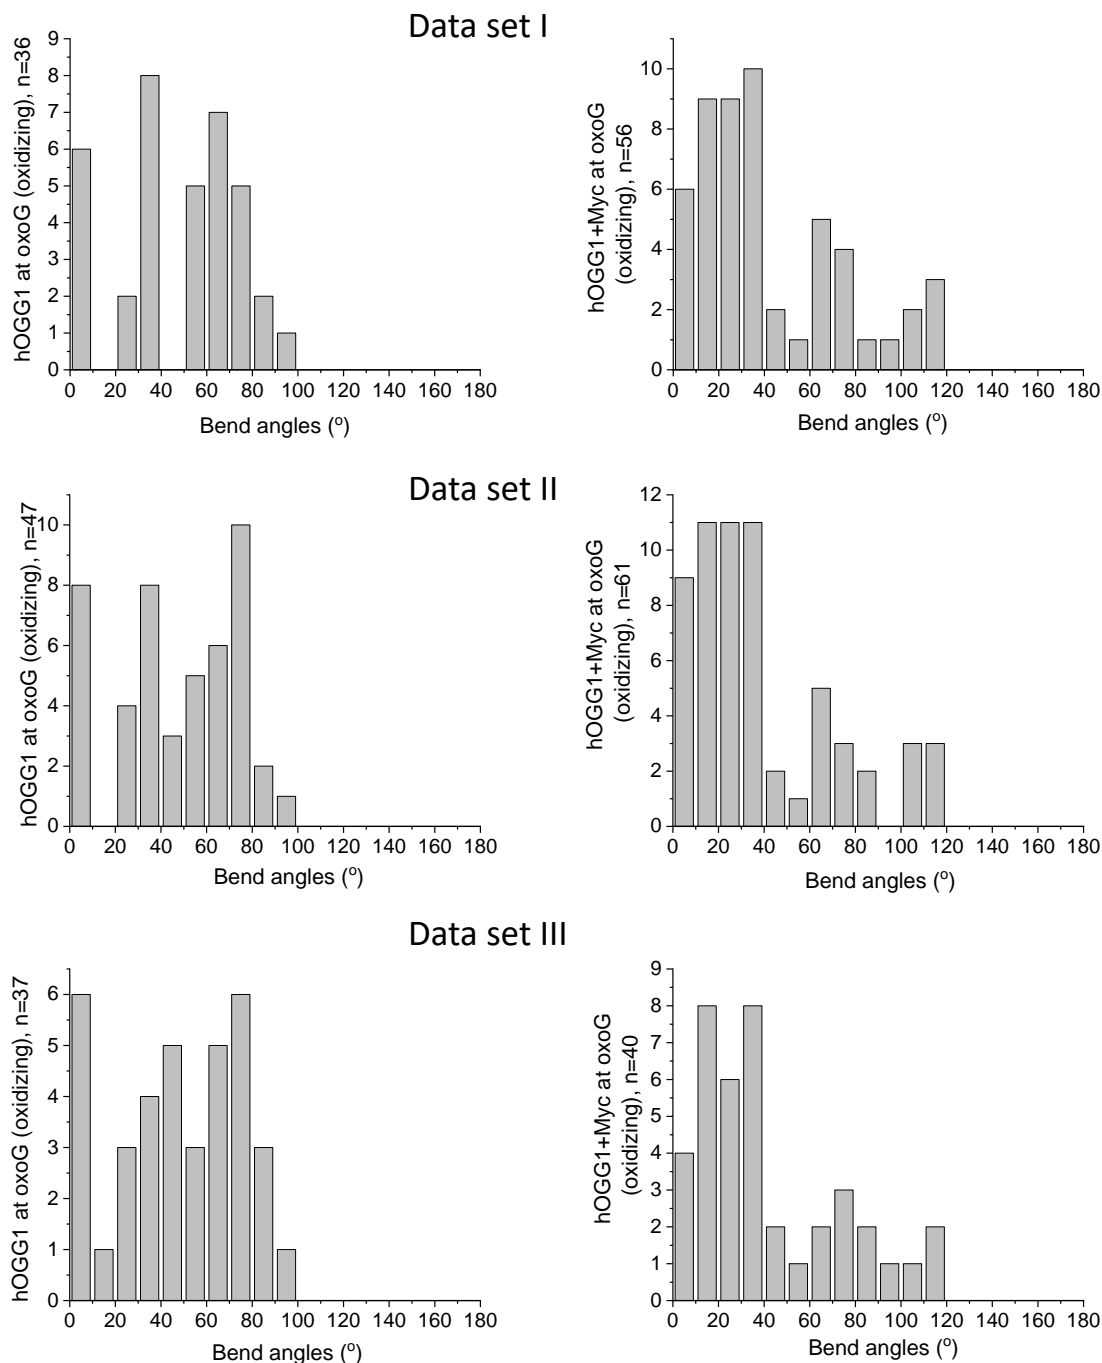 Data set I
hOGG1 at oxoG (oxidizing), n=36
9
8
7
6
5
4
3
2
1
0
0 20 40 60 80 100 120 140 160 180
Bend angles (º)
hOGG1+Myc at oxoG
(oxidizing), n=56
10
8
6
4
2
0
0 20 40 60 80 100 120 140 160 180
Bend angles (º)
Data set II
hOGG1 at oxoG (oxidizing), n=47
10
8
6
4
2
0
0 20 40 60 80 100 120 140 160 180
Bend angles (º)
hOGG1+Myc at oxoG
(oxidizing), n=61
12
10
8
6
4
2
0
0 20 40 60 80 100 120 140 160 180
Bend angles (º)
Data set III
hOGG1 at oxoG (oxidizing), n=37
6
5
4
3
2
1
0
0 20 40 60 80 100 120 140 160 180
Bend angles (º)
hOGG1+Myc at oxoG
(oxidizing), n=40
9
8
7
6
5
4
3
2
1
0
0 20 40 60 80 100 120 140 160 180
Bend angles (º)